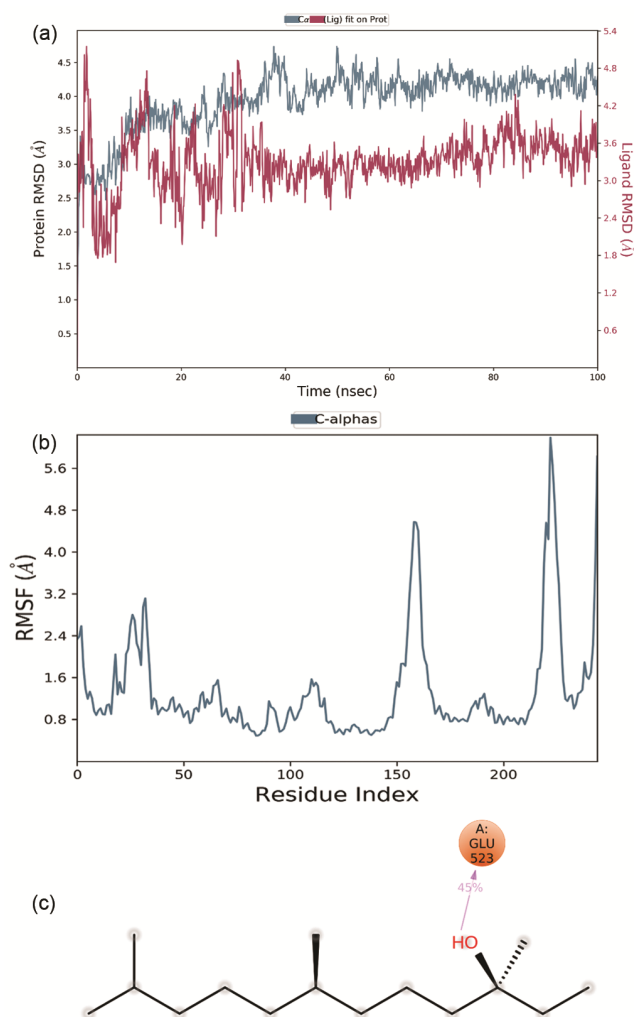 (a)
Cα (Lig) fit on Prot
Protein RMSD (Å)
4.5
4.0
3.5
3.0
2.5
2.0
1.5
1.0
0.5
5.4
4.8
4.2
3.6
3.0
2.4
1.8
1.2
0.6
Ligand RMSD (Å)
0 20 40 60 80 100
Time (nsec)
C-alphas
(b)
RMSF (Å)
5.6
4.8
4.0
3.2
2.4
1.6
0.8
0 50 100 150 200
Residue Index
(c)
A:
GLU
523
45%
HO